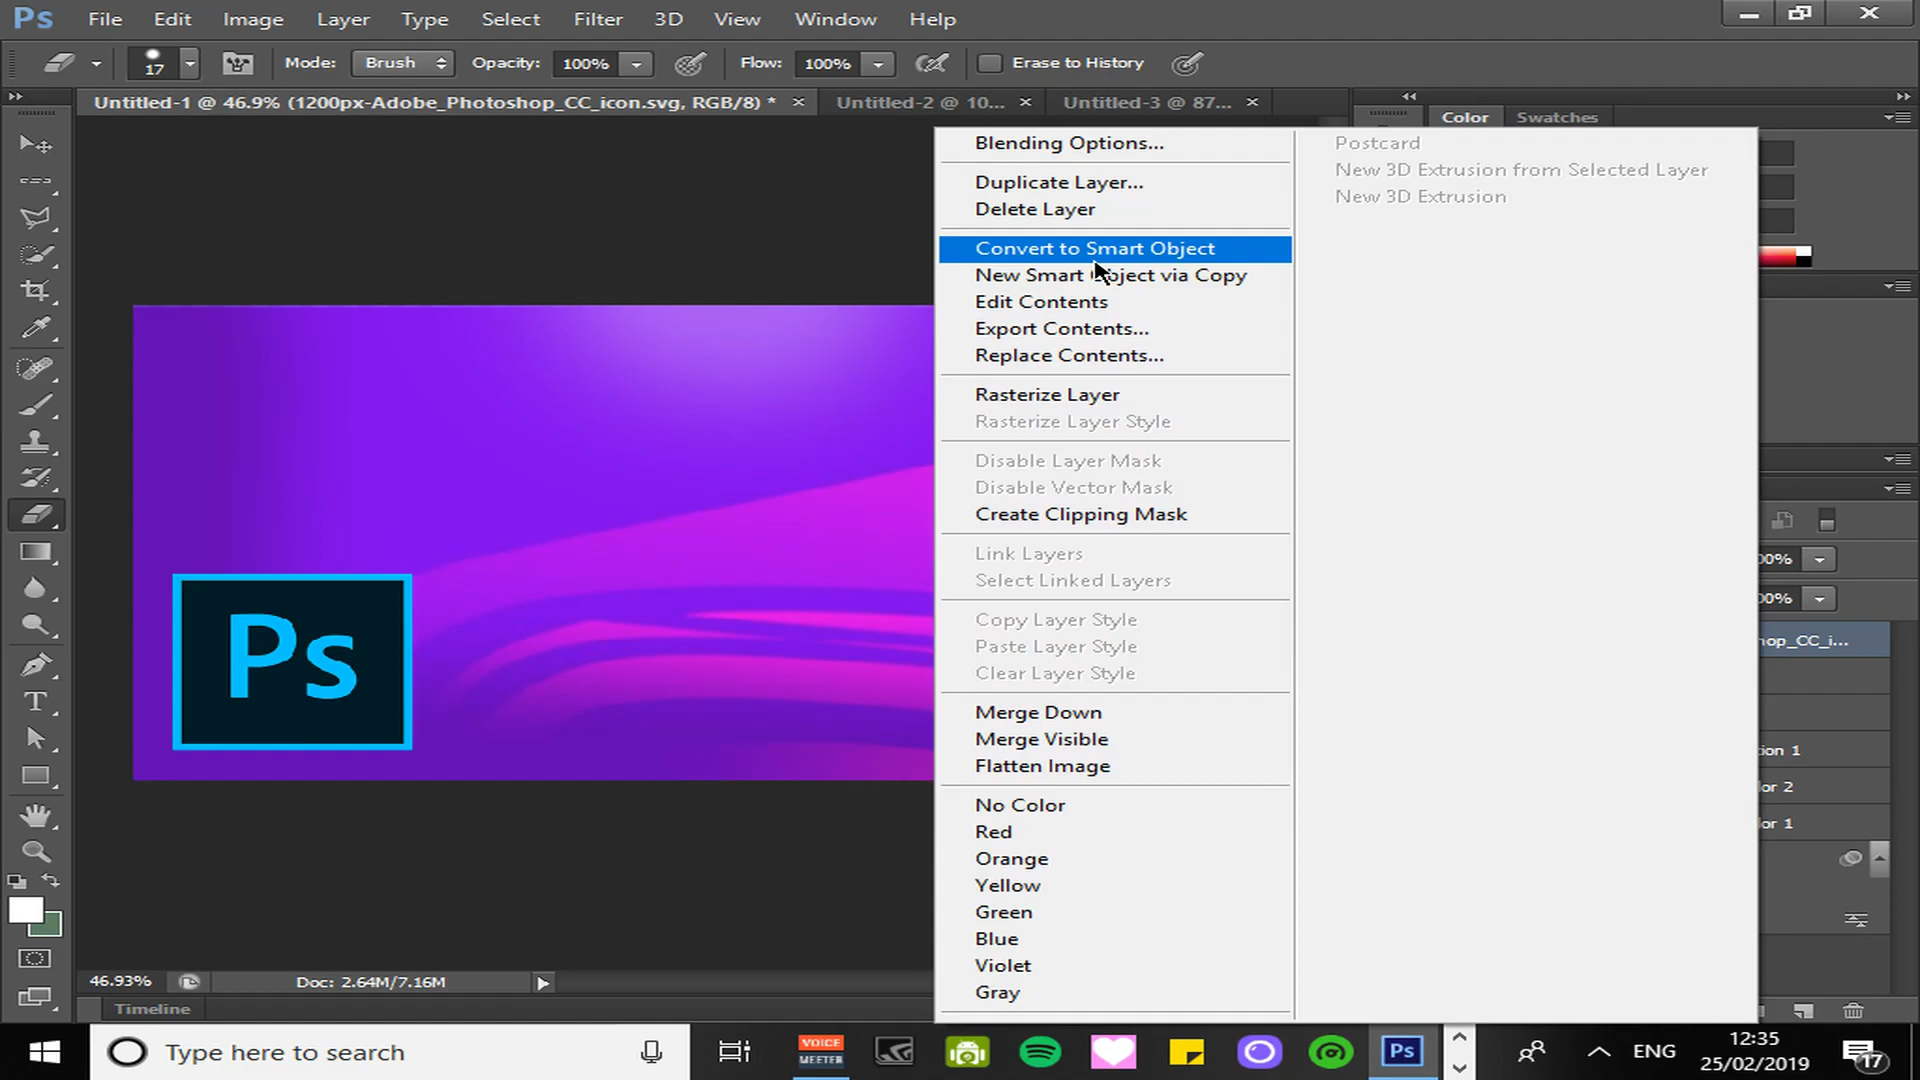 Ps File Edit Image Layer Type Select Filter 3D View Window Help
17 Mode: Brush Opacity: 100% Flow: 100% Erase to History
Untitled-1 @ 46.9% (1200px-Adobe_Photoshop_CC_icon.svg, RGB/8) * Untitled-2 @ 10... Untitled-3 @ 87...
Color Swatches
Blending Options...
Duplicate Layer...
Delete Layer
Convert to Smart Object
New Smart Object via Copy
Edit Contents
Export Contents...
Replace Contents...
Rasterize Layer
Rasterize Layer Style
Disable Layer Mask
Disable Vector Mask
Create Clipping Mask
Link Layers
Select Linked Layers
Copy Layer Style
Paste Layer Style
Clear Layer Style
Merge Down
Merge Visible
Flatten Image
No Color
Red
Orange
Yellow
Green
Blue
Violet
Gray
Postcard
New 3D Extrusion from Selected Layer
New 3D Extrusion
00%
00%
hop_CC_i...
ion 1
or 2
or 1
Ps
46.93% Doc: 2.64M/7.16M
Timeline
Type here to search
VOICE
MEETER
Ps
ENG
12:35
25/02/2019
17